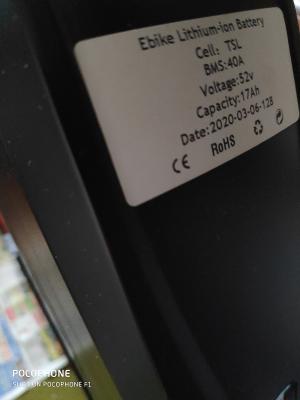 Ebike Lithium-ion Battery
Cell: TSL
BMS:40A
Voltage:52v
Capacity:17Ah
Date:2020-03-06-128
CE RoHS
POCOPHONE
SHOT ON POCOPHONE F1